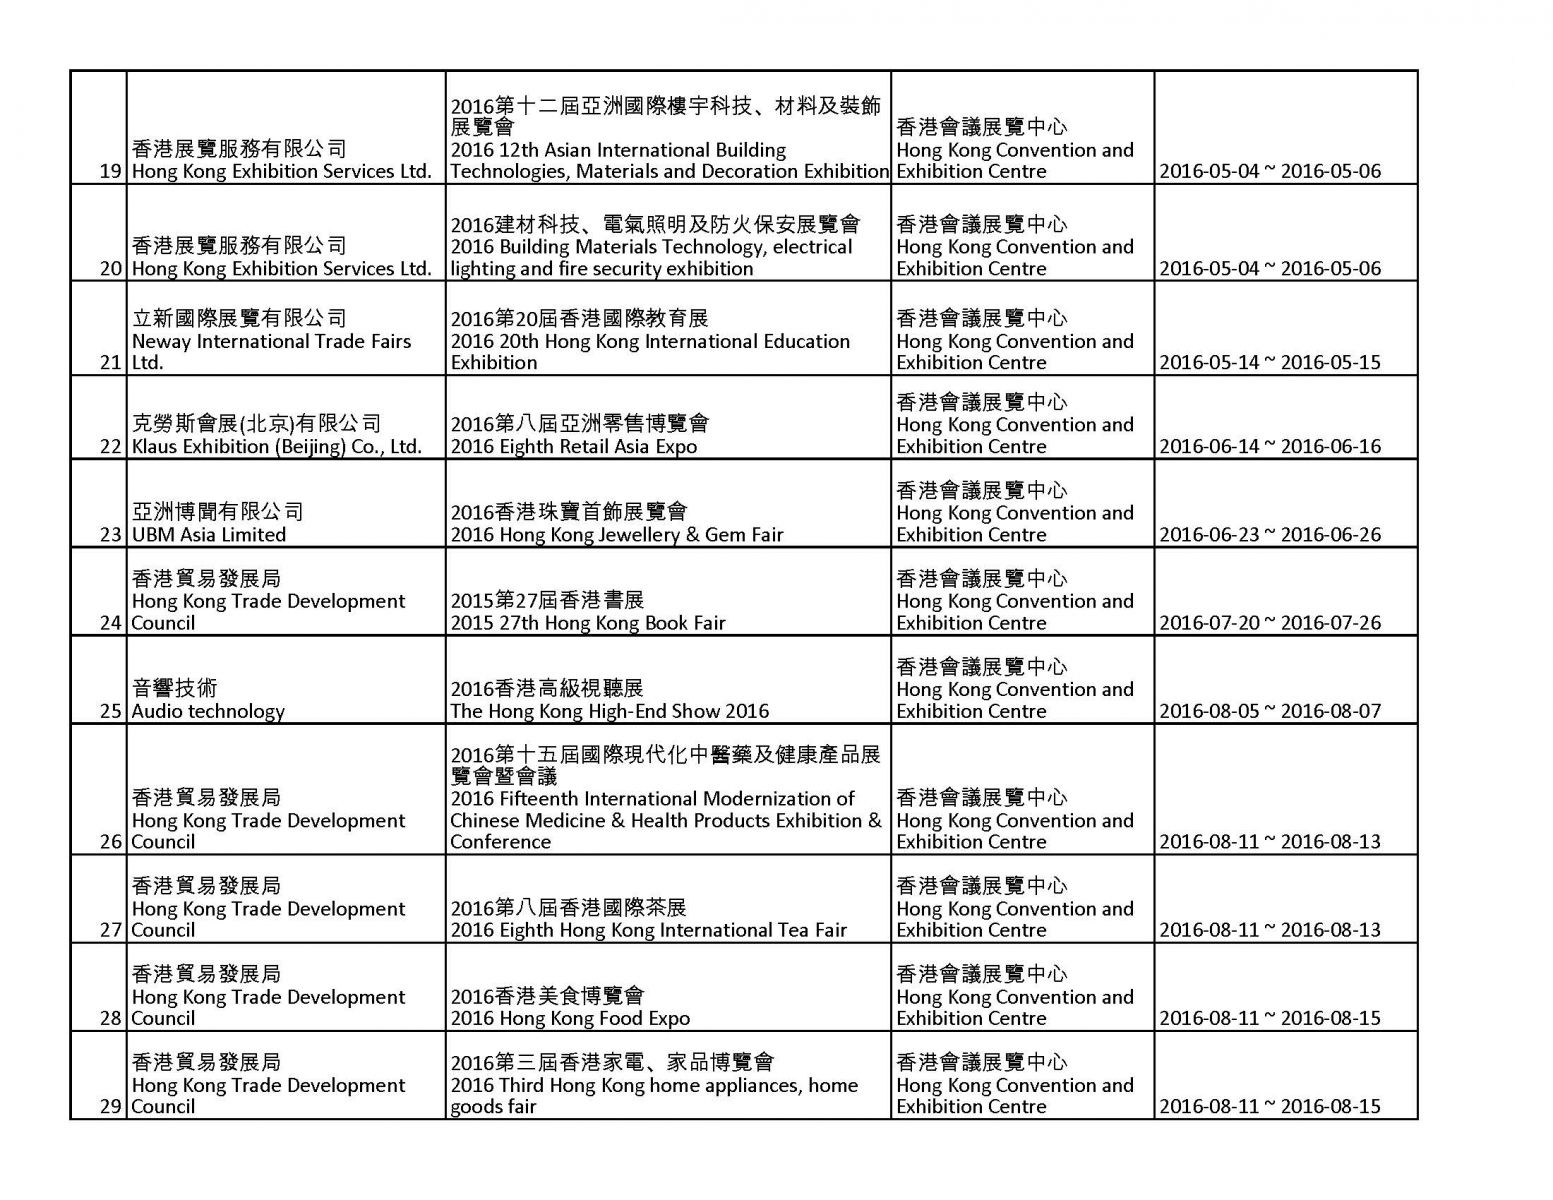 19
香港展覽服務有限公司
Hong Kong Exhibition Services Ltd.
2016第十二屆亞洲國際樓宇科技、材料及裝飾
展覽會
2016 12th Asian International Building
Technologies, Materials and Decoration Exhibition
香港會議展覽中心
Hong Kong Convention and
Exhibition Centre
2016-05-04 ~ 2016-05-06
20
香港展覽服務有限公司
Hong Kong Exhibition Services Ltd.
2016建材科技、電氣照明及防火保安展覽會
2016 Building Materials Technology, electrical
lighting and fire security exhibition
香港會議展覽中心
Hong Kong Convention and
Exhibition Centre
2016-05-04 ~ 2016-05-06
21
立新國際展覽有限公司
Neway International Trade Fairs
Ltd.
2016第20屆香港國際教育展
2016 20th Hong Kong International Education
Exhibition
香港會議展覽中心
Hong Kong Convention and
Exhibition Centre
2016-05-14 ~ 2016-05-15
22
克勞斯會展(北京)有限公司
Klaus Exhibition (Beijing) Co., Ltd.
2016第八屆亞洲零售博覽會
2016 Eighth Retail Asia Expo
香港會議展覽中心
Hong Kong Convention and
Exhibition Centre
2016-06-14 ~ 2016-06-16
23
亞洲博聞有限公司
UBM Asia Limited
2016香港珠寶首飾展覽會
2016 Hong Kong Jewellery & Gem Fair
香港會議展覽中心
Hong Kong Convention and
Exhibition Centre
2016-06-23 ~ 2016-06-26
24
香港貿易發展局
Hong Kong Trade Development
Council
2015第27屆香港書展
2015 27th Hong Kong Book Fair
香港會議展覽中心
Hong Kong Convention and
Exhibition Centre
2016-07-20 ~ 2016-07-26
25
音響技術
Audio technology
2016香港高級視聽展
The Hong Kong High-End Show 2016
香港會議展覽中心
Hong Kong Convention and
Exhibition Centre
2016-08-05 ~ 2016-08-07
26
香港貿易發展局
Hong Kong Trade Development
Council
2016第十五屆國際現代化中醫藥及健康產品展
覽會暨會議
2016 Fifteenth International Modernization of
Chinese Medicine & Health Products Exhibition &
Conference
香港會議展覽中心
Hong Kong Convention and
Exhibition Centre
2016-08-11 ~ 2016-08-13
27
香港貿易發展局
Hong Kong Trade Development
Council
2016第八屆香港國際茶展
2016 Eighth Hong Kong International Tea Fair
香港會議展覽中心
Hong Kong Convention and
Exhibition Centre
2016-08-11 ~ 2016-08-13
28
香港貿易發展局
Hong Kong Trade Development
Council
2016香港美食博覽會
2016 Hong Kong Food Expo
香港會議展覽中心
Hong Kong Convention and
Exhibition Centre
2016-08-11 ~ 2016-08-15
29
香港貿易發展局
Hong Kong Trade Development
Council
2016第三屆香港家電、家品博覽會
2016 Third Hong Kong home appliances, home
goods fair
香港會議展覽中心
Hong Kong Convention and
Exhibition Centre
2016-08-11 ~ 2016-08-15